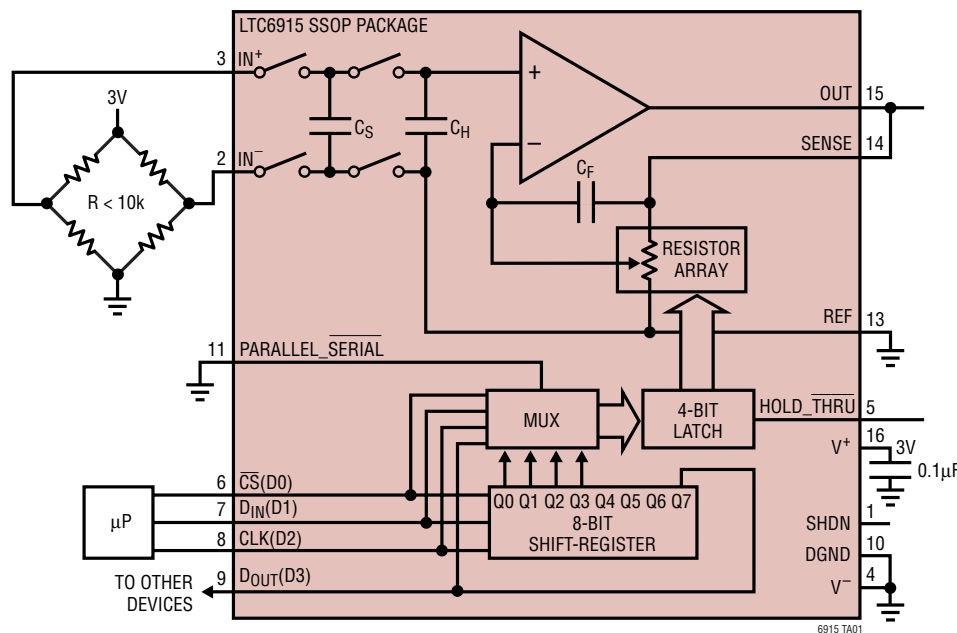 LTC6915 SSOP PACKAGE
3 IN+
3V
R < 10k
2 IN–
CS
CH
+
–
CF
OUT 15
SENSE 14
RESISTOR
ARRAY
REF 13
11 PARALLEL_SERIAL
MUX
4-BIT
LATCH
HOLD_THRU 5
V+ 16
3V
0.1µF
µP
6 CS(D0)
7 DIN(D1)
8 CLK(D2)
9 DOUT(D3)
TO OTHER
DEVICES
Q0 Q1 Q2 Q3 Q4 Q5 Q6 Q7
8-BIT
SHIFT-REGISTER
SHDN 1
DGND 10
V– 4
6915 TA01